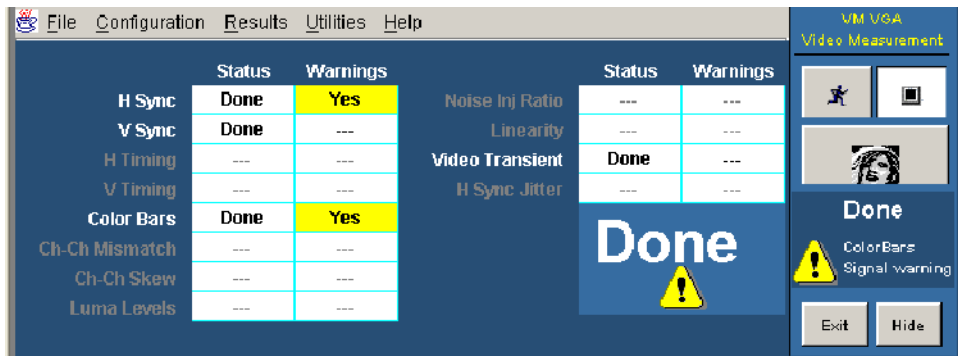 File Configuration Results Utilities Help
VM VGA
Video Measurement
Status Warnings
H Sync Done Yes
V Sync Done ---
H Timing --- ---
V Timing --- ---
Color Bars Done Yes
Ch-Ch Mismatch --- ---
Ch-Ch Skew --- ---
Luma Levels --- ---
Status Warnings
Noise Inj Ratio --- ---
Linearity --- ---
Video Transient Done ---
H Sync Jitter --- ---
Done
Done
ColorBars
Signal warning
Exit Hide